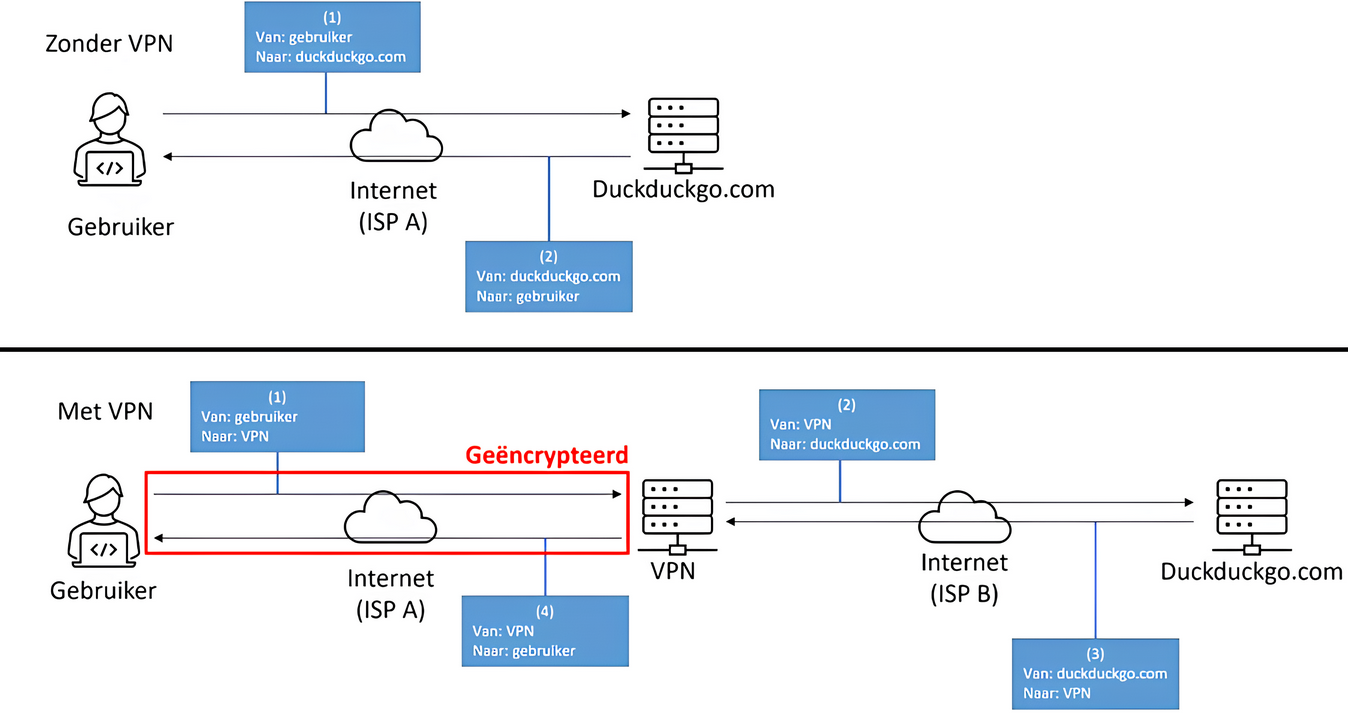 Zonder VPN
(1)
Van: gebruiker
Naar: duckduckgo.com
</>
Gebruiker
Internet
(ISP A)
Duckduckgo.com
(2)
Van: duckduckgo.com
Naar: gebruiker
Met VPN
(1)
Van: gebruiker
Naar: VPN
Geëncrypteerd
(2)
Van: VPN
Naar: duckduckgo.com
</>
Gebruiker
Internet
(ISP A)
VPN
Internet
(ISP B)
Duckduckgo.com
(4)
Van: VPN
Naar: gebruiker
(3)
Van: duckduckgo.com
Naar: VPN